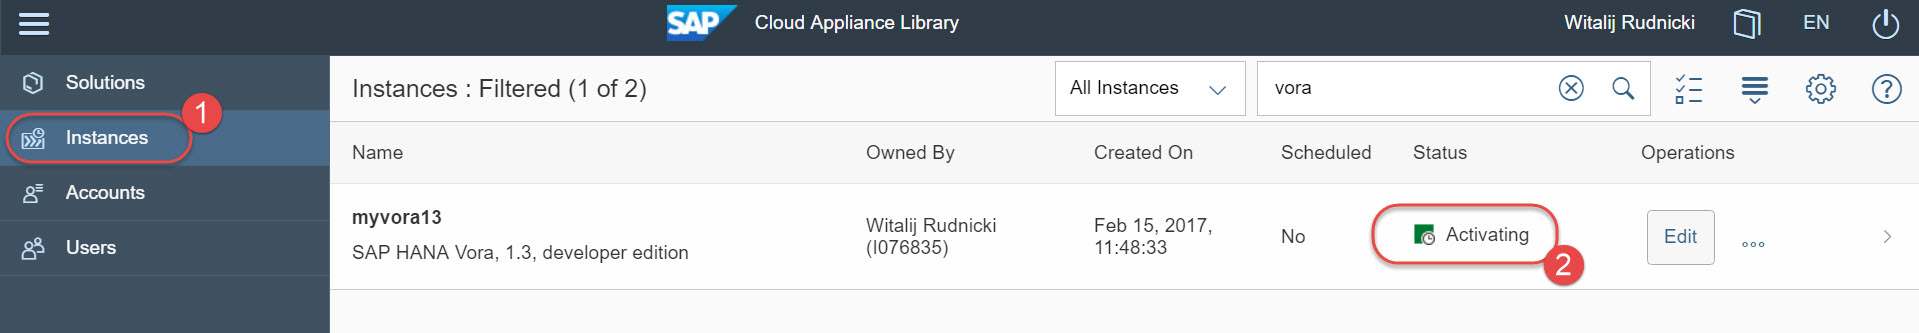 SAP Cloud Appliance Library Witalij Rudnicki EN
Solutions
Instances
1
Accounts
Users
Instances : Filtered (1 of 2) All Instances vora
Name Owned By Created On Scheduled Status Operations
myvora13
SAP HANA Vora, 1.3, developer edition
Witalij Rudnicki
(I076835)
Feb 15, 2017,
11:48:33
No
Activating
2
Edit